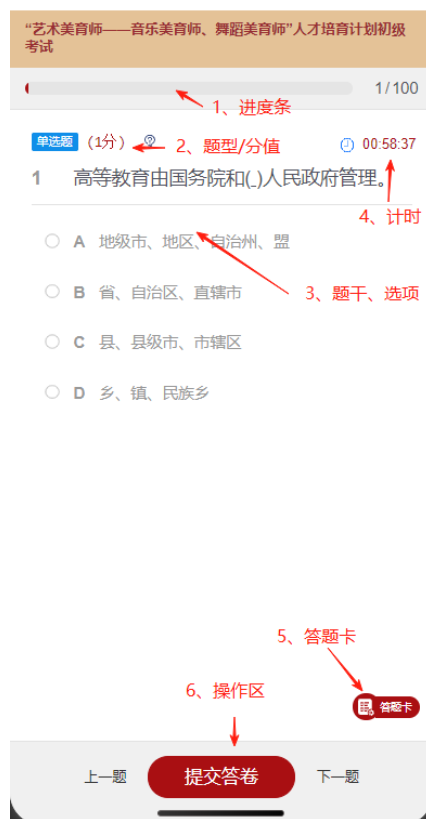 “艺术美育师——音乐美育师、舞蹈美育师”人才培育计划初级
考试
1/100
1、进度条
单选题 (1分) 2、题型/分值 00:58:37
1 高等教育由国务院和(_)人民政府管理。
4、计时
A 地级市、地区、自治州、盟
B 省、自治区、直辖市
3、题干、选项
C 县、县级市、市辖区
D 乡、镇、民族乡
5、答题卡
6、操作区
答题卡
上一题 提交答卷 下一题